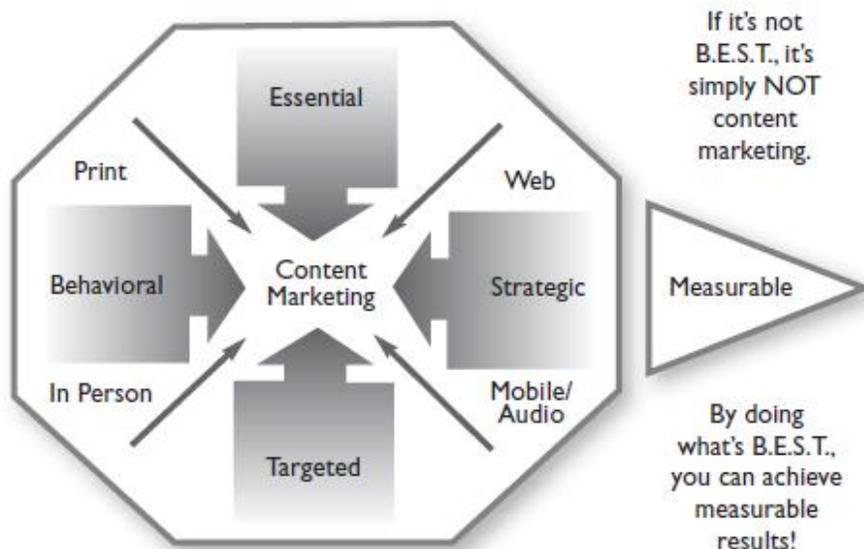 Essential
Print
Web
Behavioral
Content
Marketing
Strategic
In Person
Mobile/
Audio
Targeted
If it's not
B.E.S.T., it's
simply NOT
content
marketing.
Measurable
By doing
what's B.E.S.T.,
you can achieve
measurable
results!